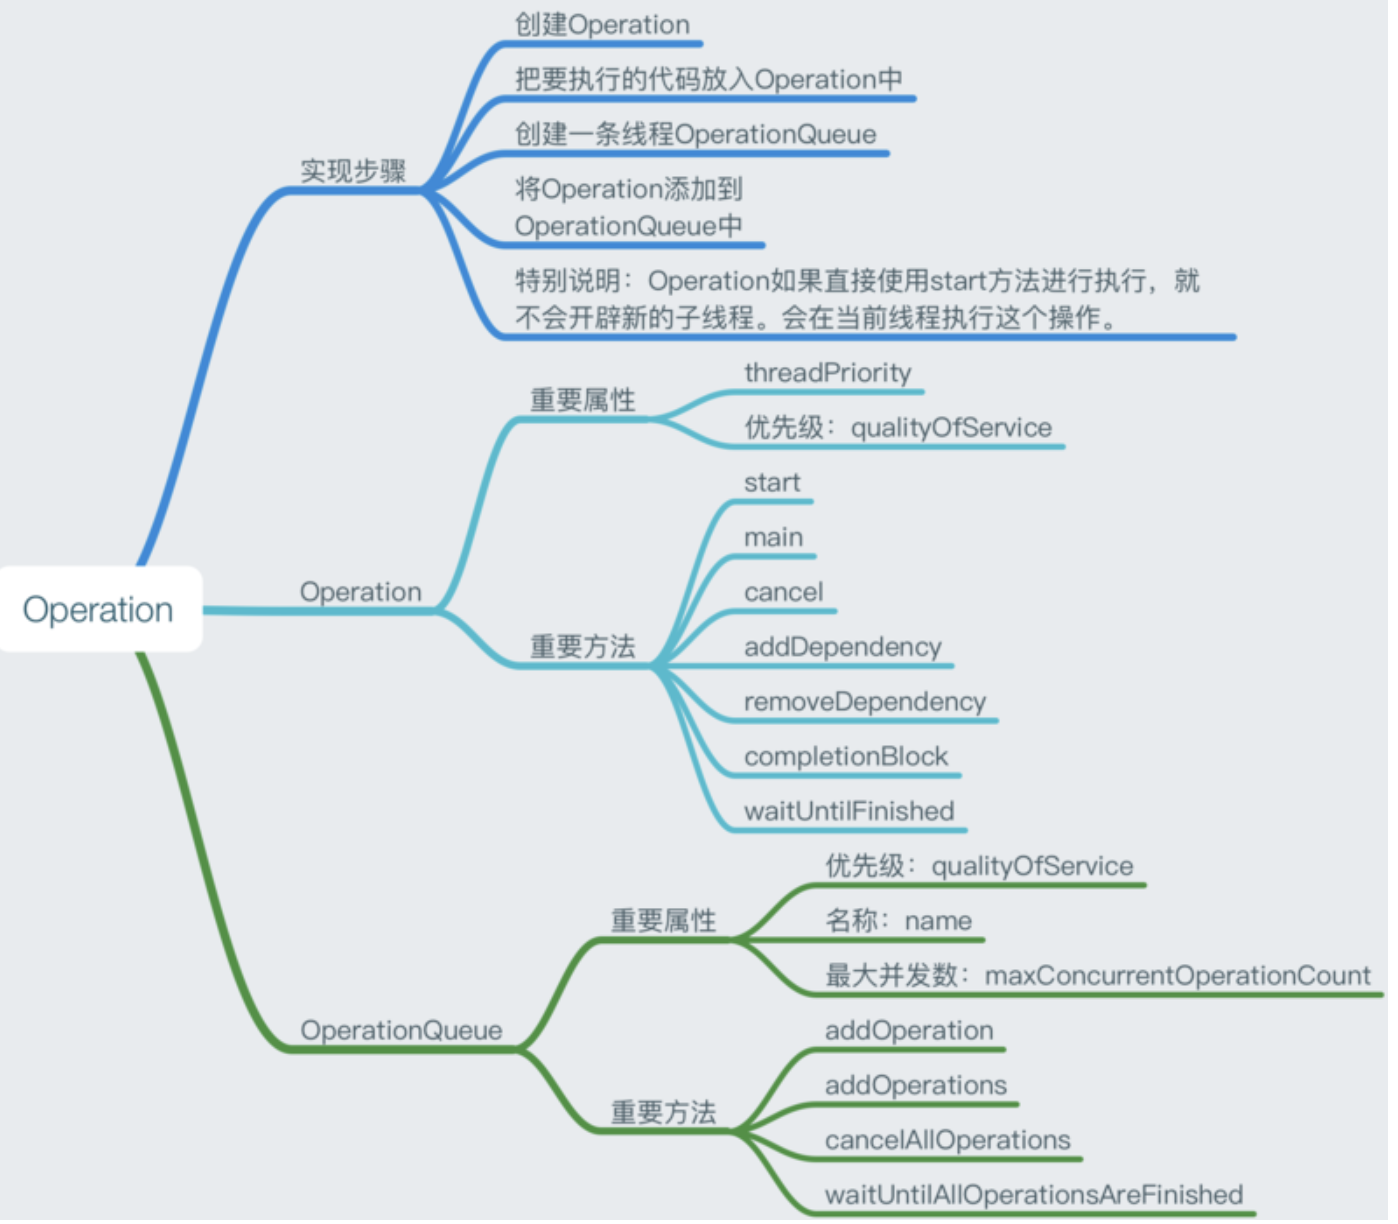 创建Operation
把要执行的代码放入Operation中
创建一条线程OperationQueue
实现步骤
将Operation添加到
OperationQueue中
特别说明：Operation如果直接使用start方法进行执行，就
不会开辟新的子线程。会在当前线程执行这个操作。
threadPriority
重要属性
优先级：qualityOfService
start
main
Operation
Operation
cancel
重要方法
addDependency
removeDependency
completionBlock
waitUntilFinished
优先级：qualityOfService
重要属性
名称：name
最大并发数：maxConcurrentOperationCount
OperationQueue
addOperation
addOperations
重要方法
cancelAllOperations
waitUntilAllOperationsAreFinished